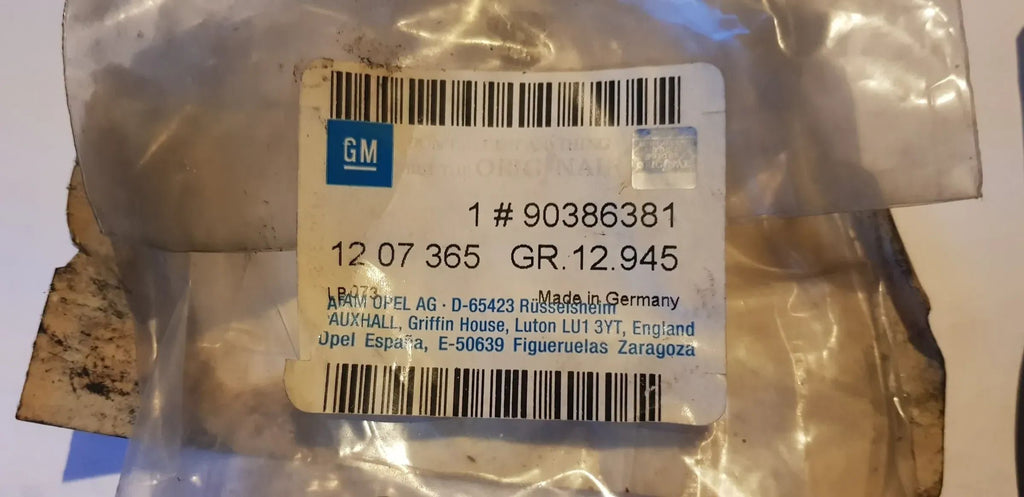 GM
ORIGINAL
1 # 90386381
12 07 365 GR. 12.945
Made in Germany
ADAM OPEL AG · D-65423 Rüsselsheim
VAUXHALL, Griffin House, Luton LU1 3YT, England
Opel España, E-50639 Figueruelas Zaragoza